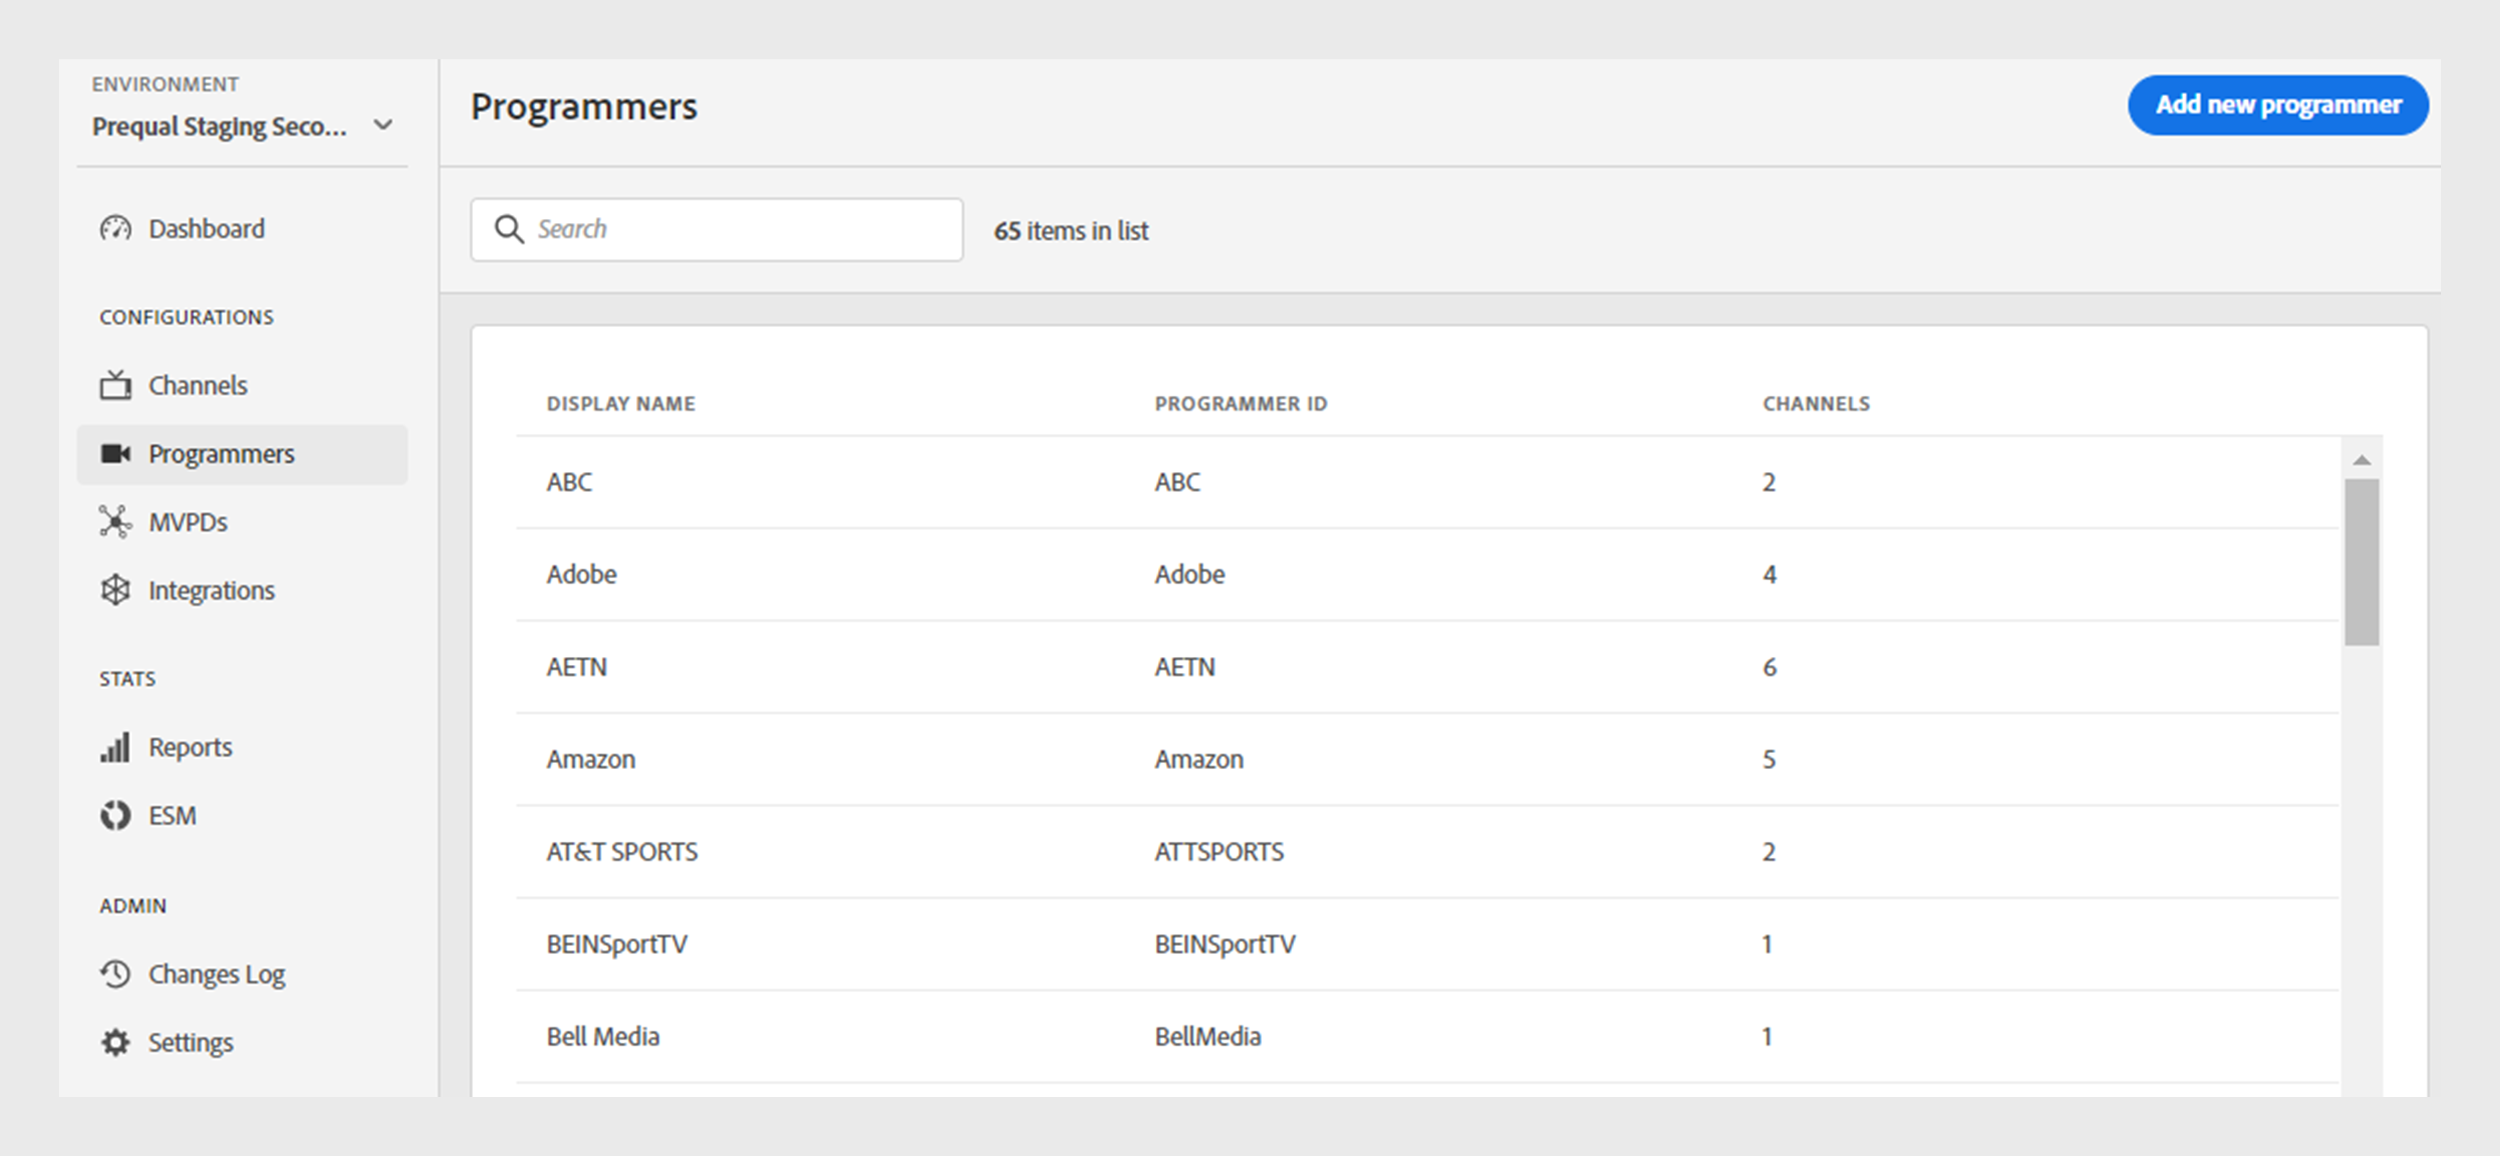 ENVIRONMENT
Prequal Staging Seco...
Dashboard
CONFIGURATIONS
Channels
Programmers
MVPDs
Integrations
STATS
Reports
ESM
ADMIN
Changes Log
Settings
Programmers
Add new programmer
Search
65 items in list
DISPLAY NAME PROGRAMMER ID CHANNELS
ABC ABC 2
Adobe Adobe 4
AETN AETN 6
Amazon Amazon 5
AT&T SPORTS ATTSPORTS 2
BEINSportTV BEINSportTV 1
Bell Media BellMedia 1